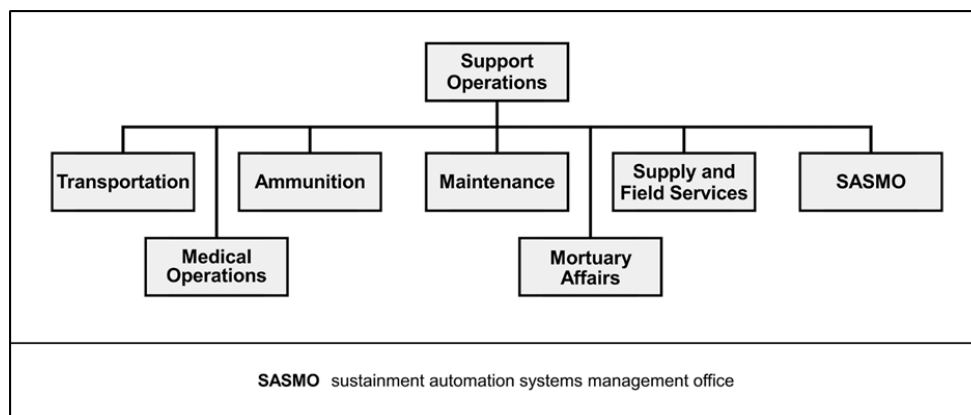 Support
Operations
Transportation
Ammunition
Maintenance
Supply and
Field Services
SASMO
Medical
Operations
Mortuary
Affairs
SASMO sustainment automation systems management office